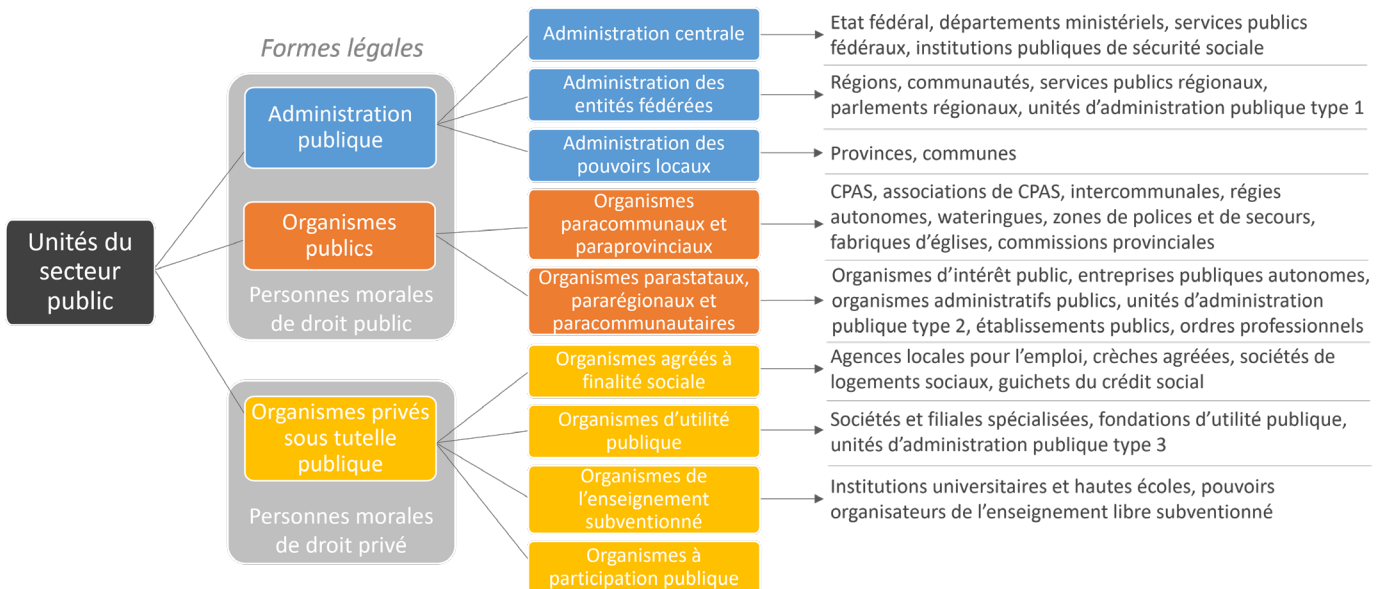 Formes légales
Unités du
secteur
public
Administration
publique
Organismes
publics
Personnes morales
de droit public
Organismes privés
sous tutelle
publique
Personnes morales
de droit privé
Administration centrale
Etat fédéral, départements ministériels, services publics
fédéraux, institutions publiques de sécurité sociale
Administration des
entités fédérées
Régions, communautés, services publics régionaux,
parlements régionaux, unités d’administration publique type 1
Administration des
pouvoirs locaux
Provinces, communes
Organismes
paracommunaux et
paraprovinciaux
CPAS, associations de CPAS, intercommunales, régies
autonomes, wateringues, zones de polices et de secours,
fabriques d’églises, commissions provinciales
Organismes parastataux,
pararégionaux et
paracommunautaires
Organismes d’intérêt public, entreprises publiques autonomes,
organismes administratifs publics, unités d’administration
publique type 2, établissements publics, ordres professionnels
Organismes agréés à
finalité sociale
Agences locales pour l’emploi, crèches agréées, sociétés de
logements sociaux, guichets du crédit social
Organismes d’utilité
publique
Sociétés et filiales spécialisées, fondations d’utilité publique,
unités d’administration publique type 3
Organismes de
l’enseignement
subventionné
Institutions universitaires et hautes écoles, pouvoirs
organisateurs de l’enseignement libre subventionné
Organismes à
participation publique